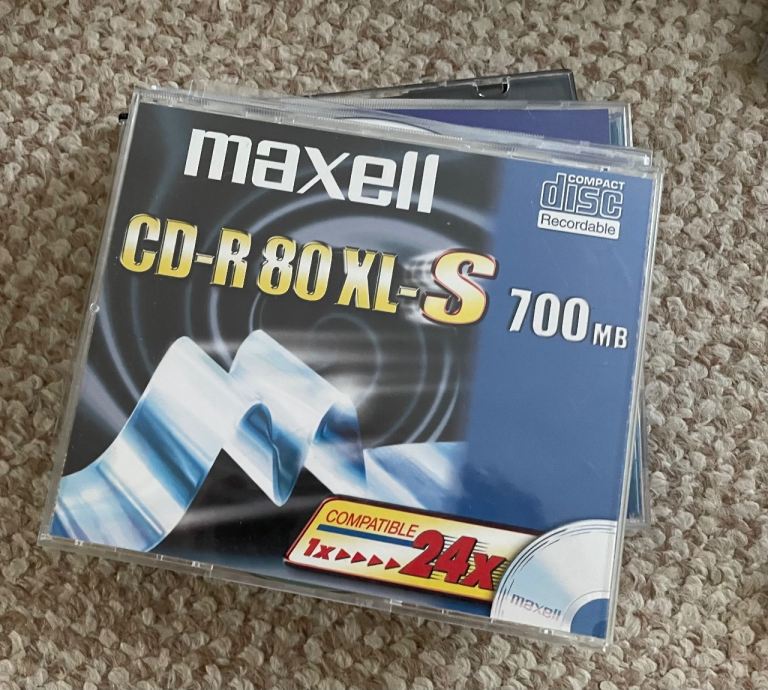 maxell
COMPACT
disc
Recordable
CD-R 80 XL-S 700MB
COMPATIBLE
1x 24x
maxell